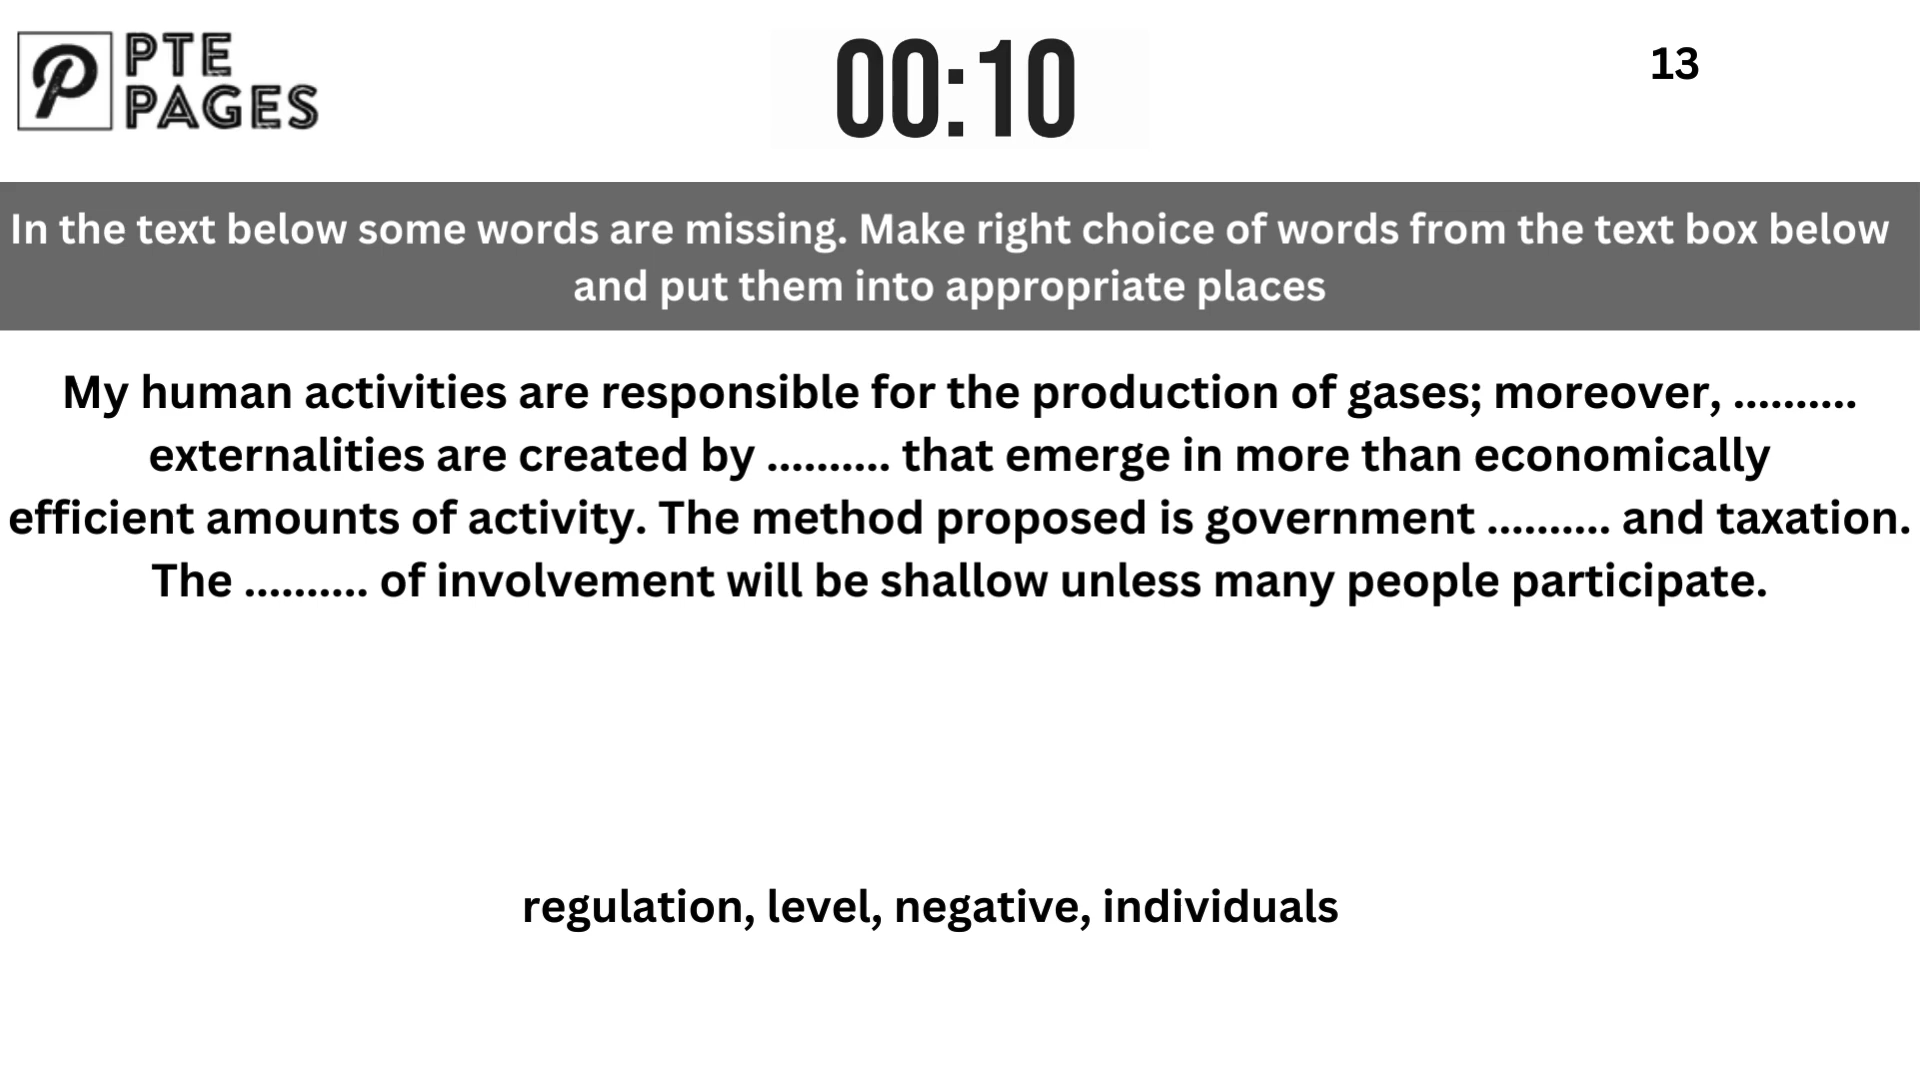 PTE
PAGES
00:10
13
In the text below some words are missing. Make right choice of words from the text box below
and put them into appropriate places
My human activities are responsible for the production of gases; moreover, ..........
externalities are created by .......... that emerge in more than economically
efficient amounts of activity. The method proposed is government .......... and taxation.
The .......... of involvement will be shallow unless many people participate.
regulation, level, negative, individuals